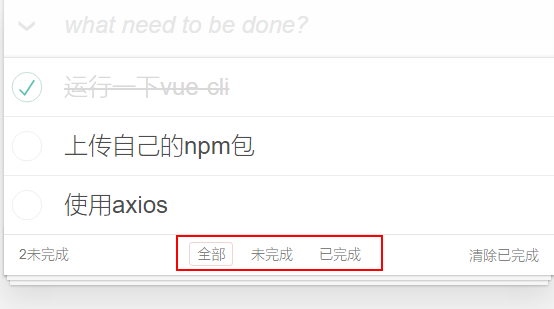 what need to be done?
运行一下vue-cli
上传自己的npm包
使用axios
2未完成 全部 未完成 已完成 清除已完成